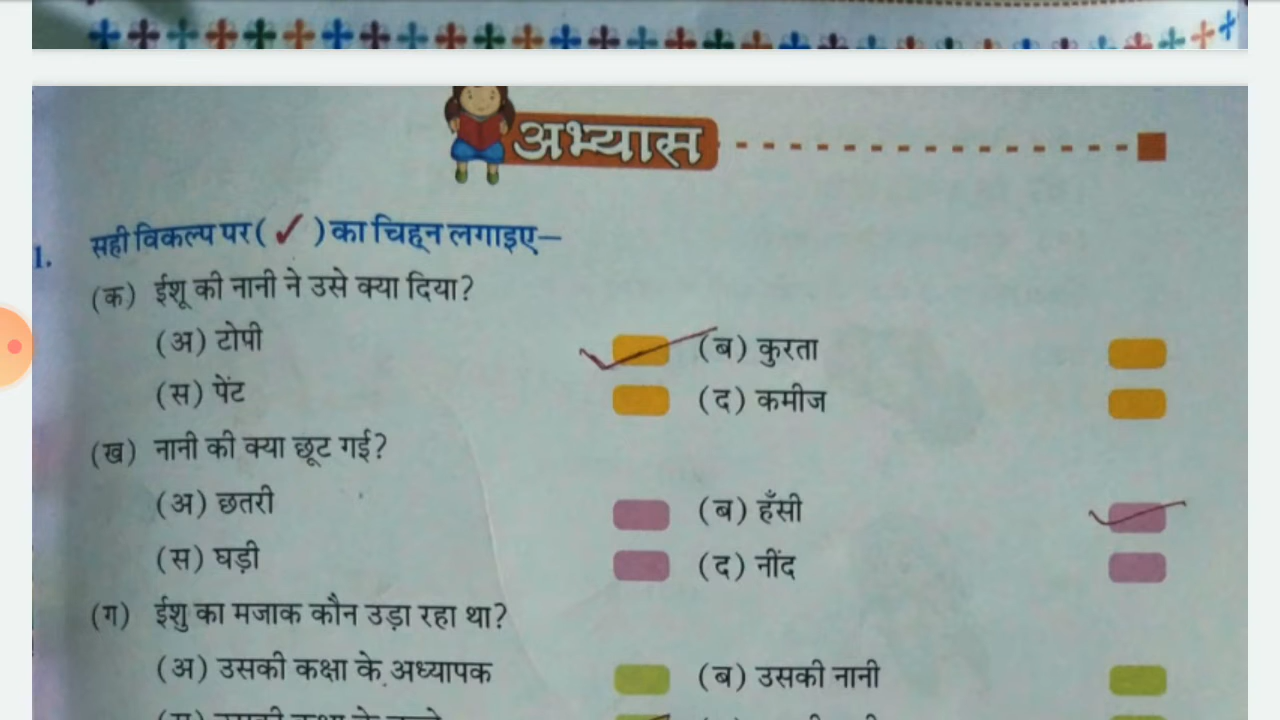 अभ्यास
1. सही विकल्प पर ( ✓ ) का चिह्न लगाइए—
(क) ईशू की नानी ने उसे क्या दिया?
(अ) टोपी (ब) कुरता
(स) पेंट (द) कमीज
(ख) नानी की क्या छूट गई?
(अ) छतरी (ब) हँसी
(स) घड़ी (द) नींद
(ग) ईशु का मजाक कौन उड़ा रहा था?
(अ) उसकी कक्षा के अध्यापक (ब) उसकी नानी